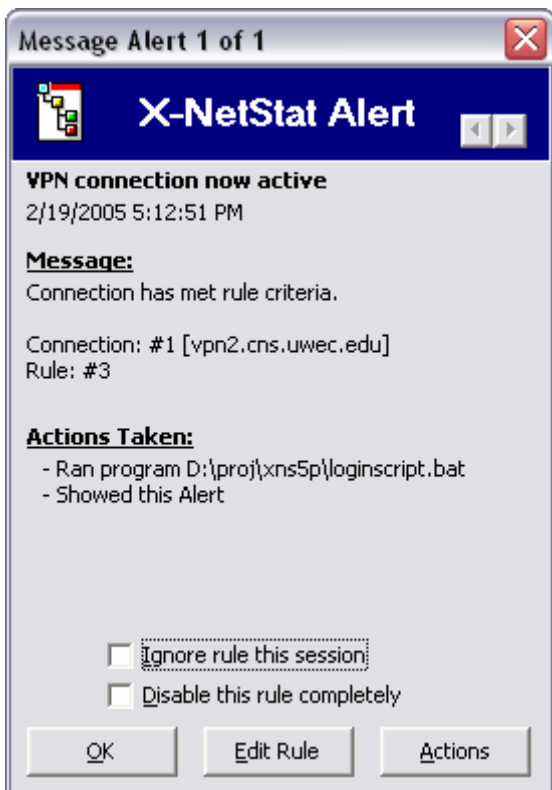 Message Alert 1 of 1
X-NetStat Alert
VPN connection now active
2/19/2005 5:12:51 PM
Message:
Connection has met rule criteria.
Connection: #1 [vpn2.cns.uwec.edu]
Rule: #3
Actions Taken:
- Ran program D:\proj\xns5p\loginscript.bat
- Showed this Alert
Ignore rule this session
Disable this rule completely
OK Edit Rule Actions